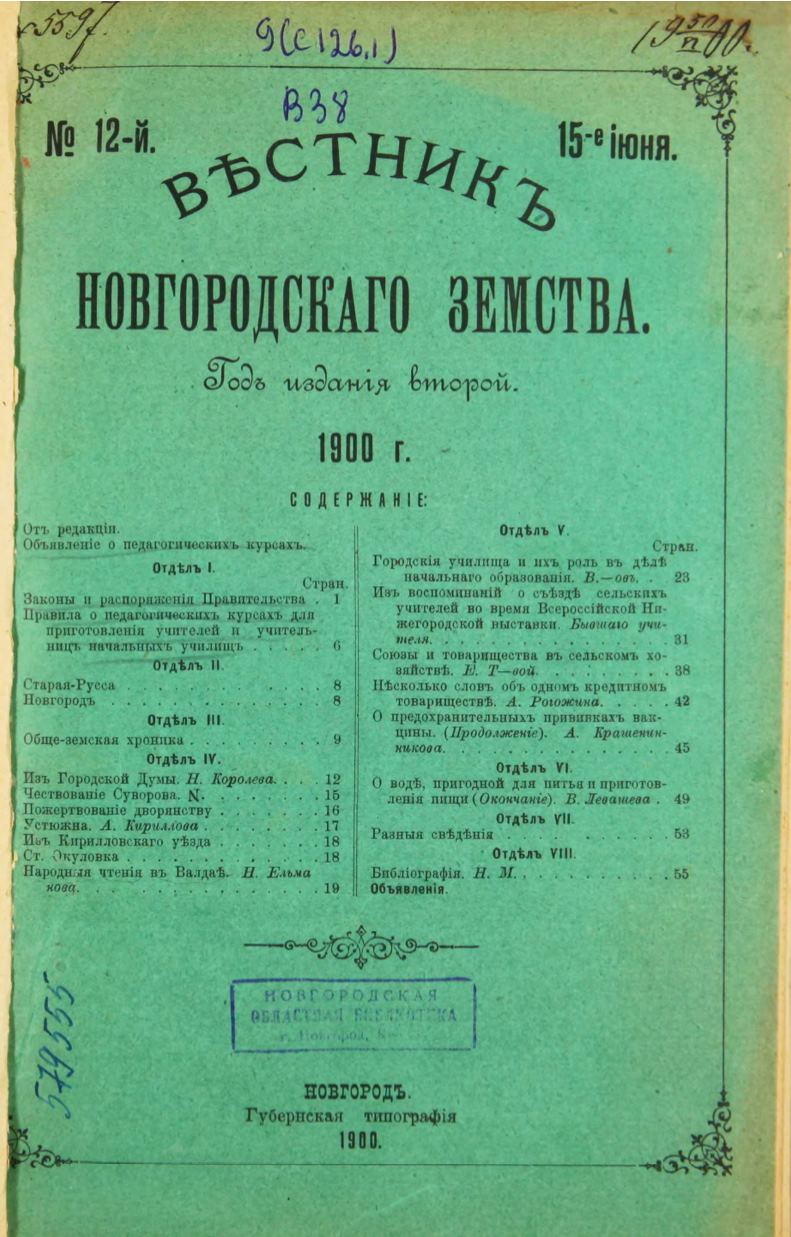 5597.
9(С126,1)
19 50/П 00.
В38
№ 12-й.
15-е іюня.
ВѢСТНИКЪ
НОВГОРОДСКАГО ЗЕМСТВА.
Годъ изданія второй.
1900 г.
СОДЕРЖАНІЕ:
Отъ редакціи.
Объявленіе о педагогическихъ курсахъ.
Отдѣлъ I.
Стран.
Законы и распоряженія Правительства . 1
Правила о педагогическихъ курсахъ для
приготовленія учителей и учитель-
ницъ начальныхъ училищъ . . . . . 6
Отдѣлъ II.
Старая-Русса . . . . . . . . . . . 8
Новгородъ . . . . . . . . . . . . 8
Отдѣлъ III.
Обще-земская хроника . . . . . . . . 9
Отдѣлъ IV.
Изъ Городской Думы. Н. Королева. . . . 12
Чествованіе Суворова. N. . . . . . . . 15
Пожертвованіе дворянству . . . . . . 16
Устюжна. А. Кириллова . . . . . . . 17
Изъ Кирилловскаго уѣзда . . . . . . . 18
Ст. Окуловка . . . . . . . . . . . 18
Народныя чтенія въ Валдаѣ. Н. Ельма
нова. . . . . . . . . . . . . . . 19
Отдѣлъ V.
Стран.
Городскія училища и ихъ роль въ дѣлѣ
начальнаго образованія. В.—овъ. . 23
Изъ воспоминаній о съѣздѣ сельскихъ
учителей во время Всероссійской Ни-
жегородской выставки. Бывшаго учи-
теля. . . . . . . . . . . . . . . 31
Союзы и товарищества въ сельскомъ хо-
зяйствѣ. Е. Т—вой. . . . . . . . 38
Нѣсколько словъ объ одномъ кредитномъ
товариществѣ. А. Рогожина. . . . . 42
О предохранительныхъ прививкахъ вак-
цины. (Продолженіе). А. Крашенин-
никова. . . . . . . . . . . . . . 45
Отдѣлъ VI.
О водѣ, пригодной для питья и приготов-
ленія пищи (Окончаніе). В. Левашева . 49
Отдѣлъ VII.
Разныя свѣдѣнія . . . . . . . . . . 53
Отдѣлъ VIII.
Библіографія. Н. М. . . . . . . . . . 55
Объявленія.
579555
НОВГОРОДСКАЯ
ОБЛАСТНАЯ БИБЛИОТЕКА
г. Новгород,
НОВГОРОДЪ.
Губернская типографія
1900.